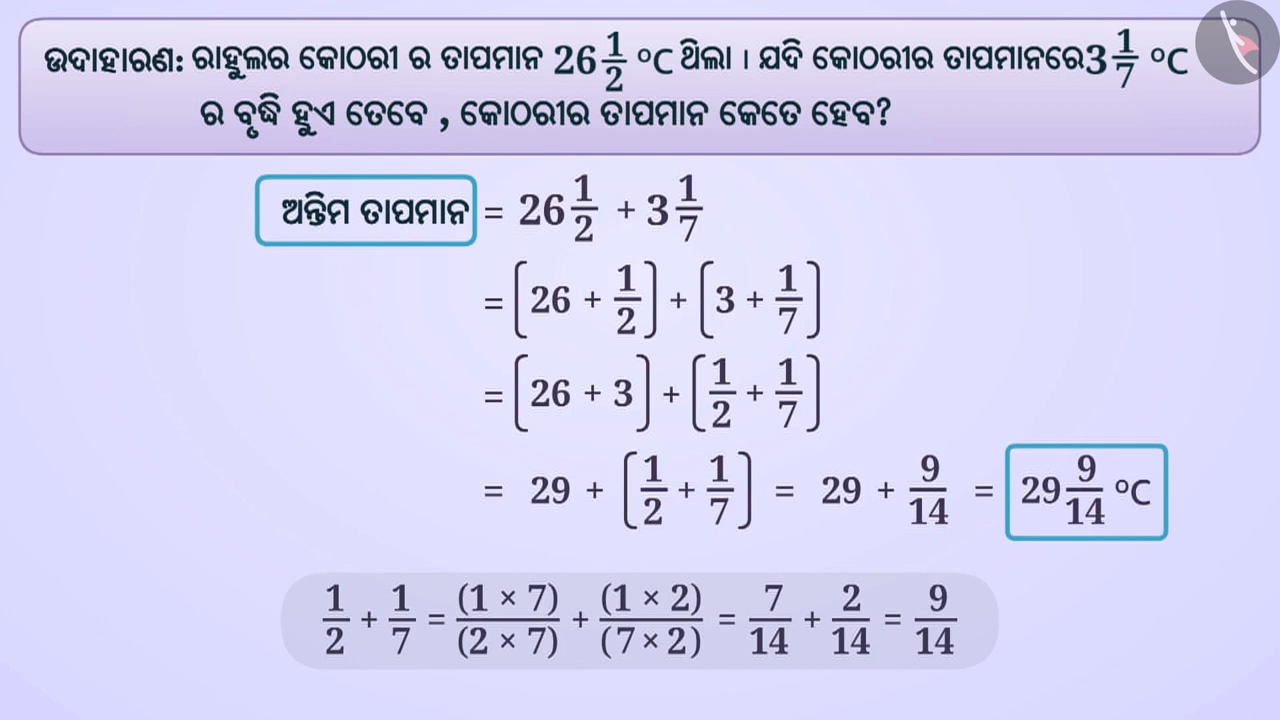 ଉଦାହାରଣ: ରାହୁଲର କୋଠରୀ ର ତାପମାନ 26 1/2 °C ଥିଲା । ଯଦି କୋଠରୀର ତାପମାନରେ 3 1/7 °C
ର ବୃଦ୍ଧି ହୁଏ ତେବେ , କୋଠରୀର ତାପମାନ କେତେ ହେବ?
ଅନ୍ତିମ ତାପମାନ = 26 1/2 + 3 1/7
= [26 + 1/2] + [3 + 1/7]
= [26 + 3] + [1/2 + 1/7]
= 29 + [1/2 + 1/7] = 29 + 9/14 = 29 9/14 °C
1/2 + 1/7 = (1 × 7)/(2 × 7) + (1 × 2)/(7 × 2) = 7/14 + 2/14 = 9/14